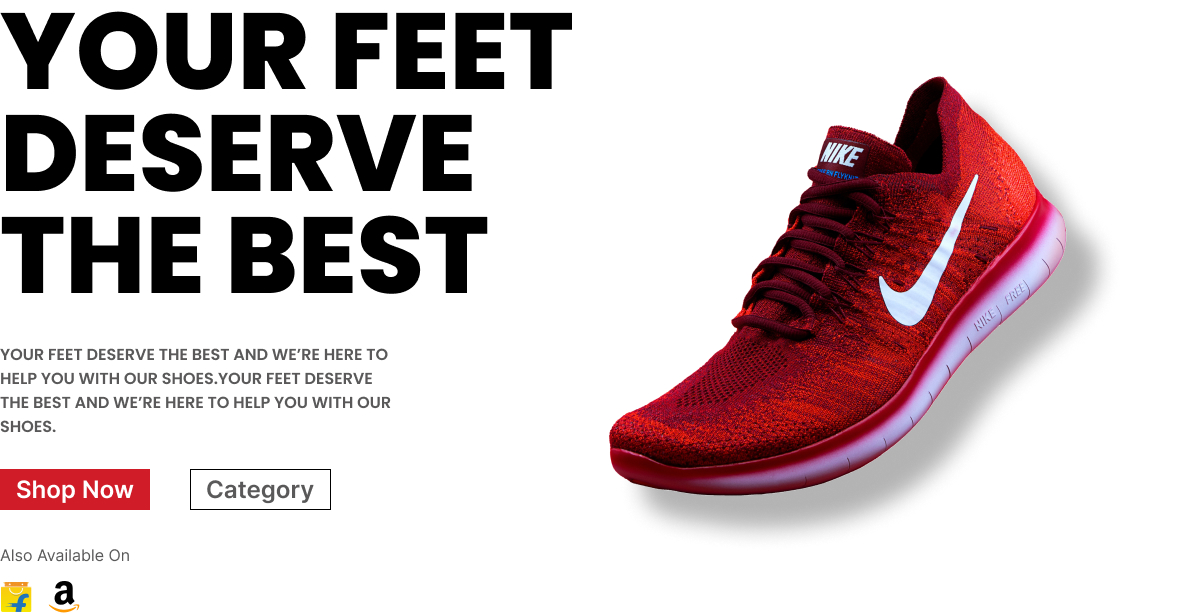 YOUR FEET
DESERVE
THE BEST
YOUR FEET DESERVE THE BEST AND WE’RE HERE TO
HELP YOU WITH OUR SHOES.YOUR FEET DESERVE
THE BEST AND WE’RE HERE TO HELP YOU WITH OUR
SHOES.
Shop Now
Category
Also Available On
f
a
NIKE
NIKE FREE